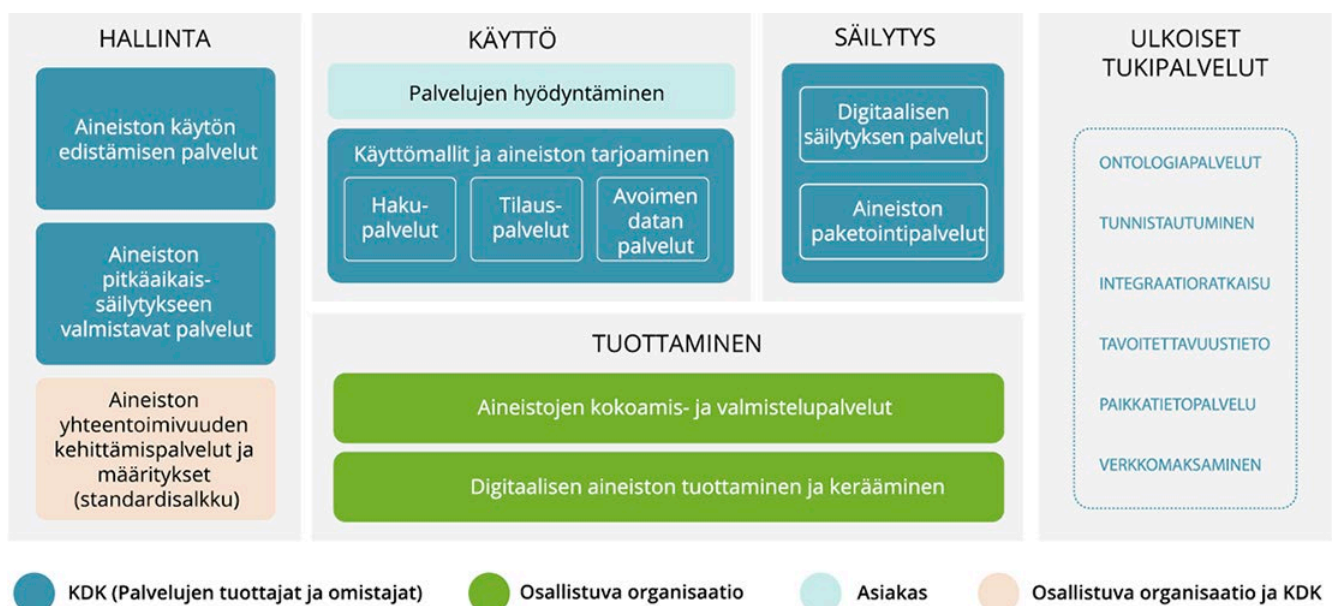 HALLINTA
Aineiston käytön
edistämisen palvelut
Aineiston
pitkäaikais-
säilytykseen
valmistavat palvelut
Aineiston
yhteentoimivuuden
kehittämispalvelut ja
määritykset
(standardisalkku)
KÄYTTÖ
Palvelujen hyödyntäminen
Käyttömallit ja aineiston tarjoaminen
Haku-
palvelut
Tilaus-
palvelut
Avoimen
datan
palvelut
SÄILYTYS
Digitaalisen
säilytyksen palvelut
Aineiston
paketointipalvelut
TUOTTAMINEN
Aineistojen kokoamis- ja valmistelupalvelut
Digitaalisen aineiston tuottaminen ja kerääminen
ULKOISET
TUKIPALVELUT
ONTOLOGIAPALVELUT
TUNNISTAUTUMINEN
INTEGRAATIORATKAISU
TAVOITETTAVUUSTIETO
PAIKKATIETOPALVELU
VERKKOMAKSAMINEN
KDK (Palvelujen tuottajat ja omistajat)
Osallistuva organisaatio
Asiakas
Osallistuva organisaatio ja KDK